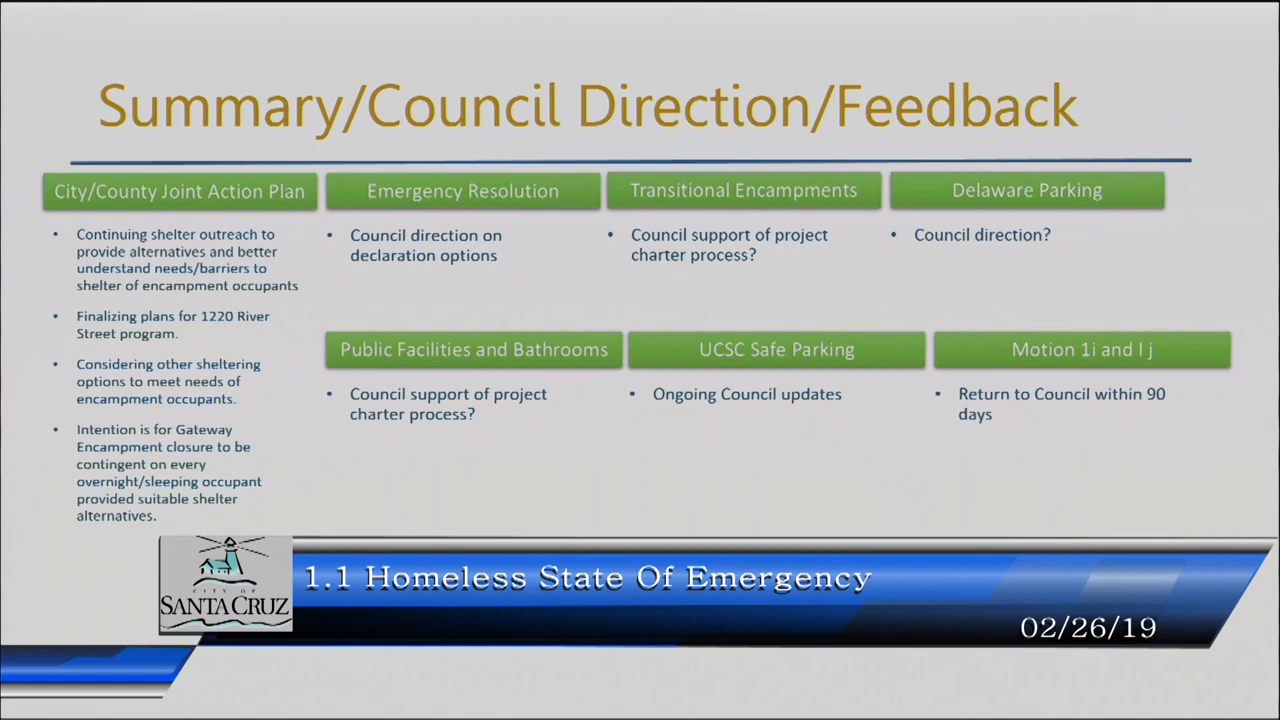 Summary/Council Direction/Feedback
City/County Joint Action Plan
Continuing shelter outreach to
provide alternatives and better
understand needs/barriers to
shelter of encampment occupants
Finalizing plans for 1220 River
Street program.
Considering other sheltering
options to meet needs of
encampment occupants.
Intention is for Gateway
Encampment closure to be
contingent on every
overnight/sleeping occupant
provided suitable shelter
alternatives.
Emergency Resolution
Council direction on
declaration options
Transitional Encampments
Council support of project
charter process?
Delaware Parking
Council direction?
Public Facilities and Bathrooms
Council support of project
charter process?
UCSC Safe Parking
Ongoing Council updates
Motion 1i and I j
Return to Council within 90
days
CITY OF
SANTA CRUZ
1.1 Homeless State Of Emergency
02/26/19